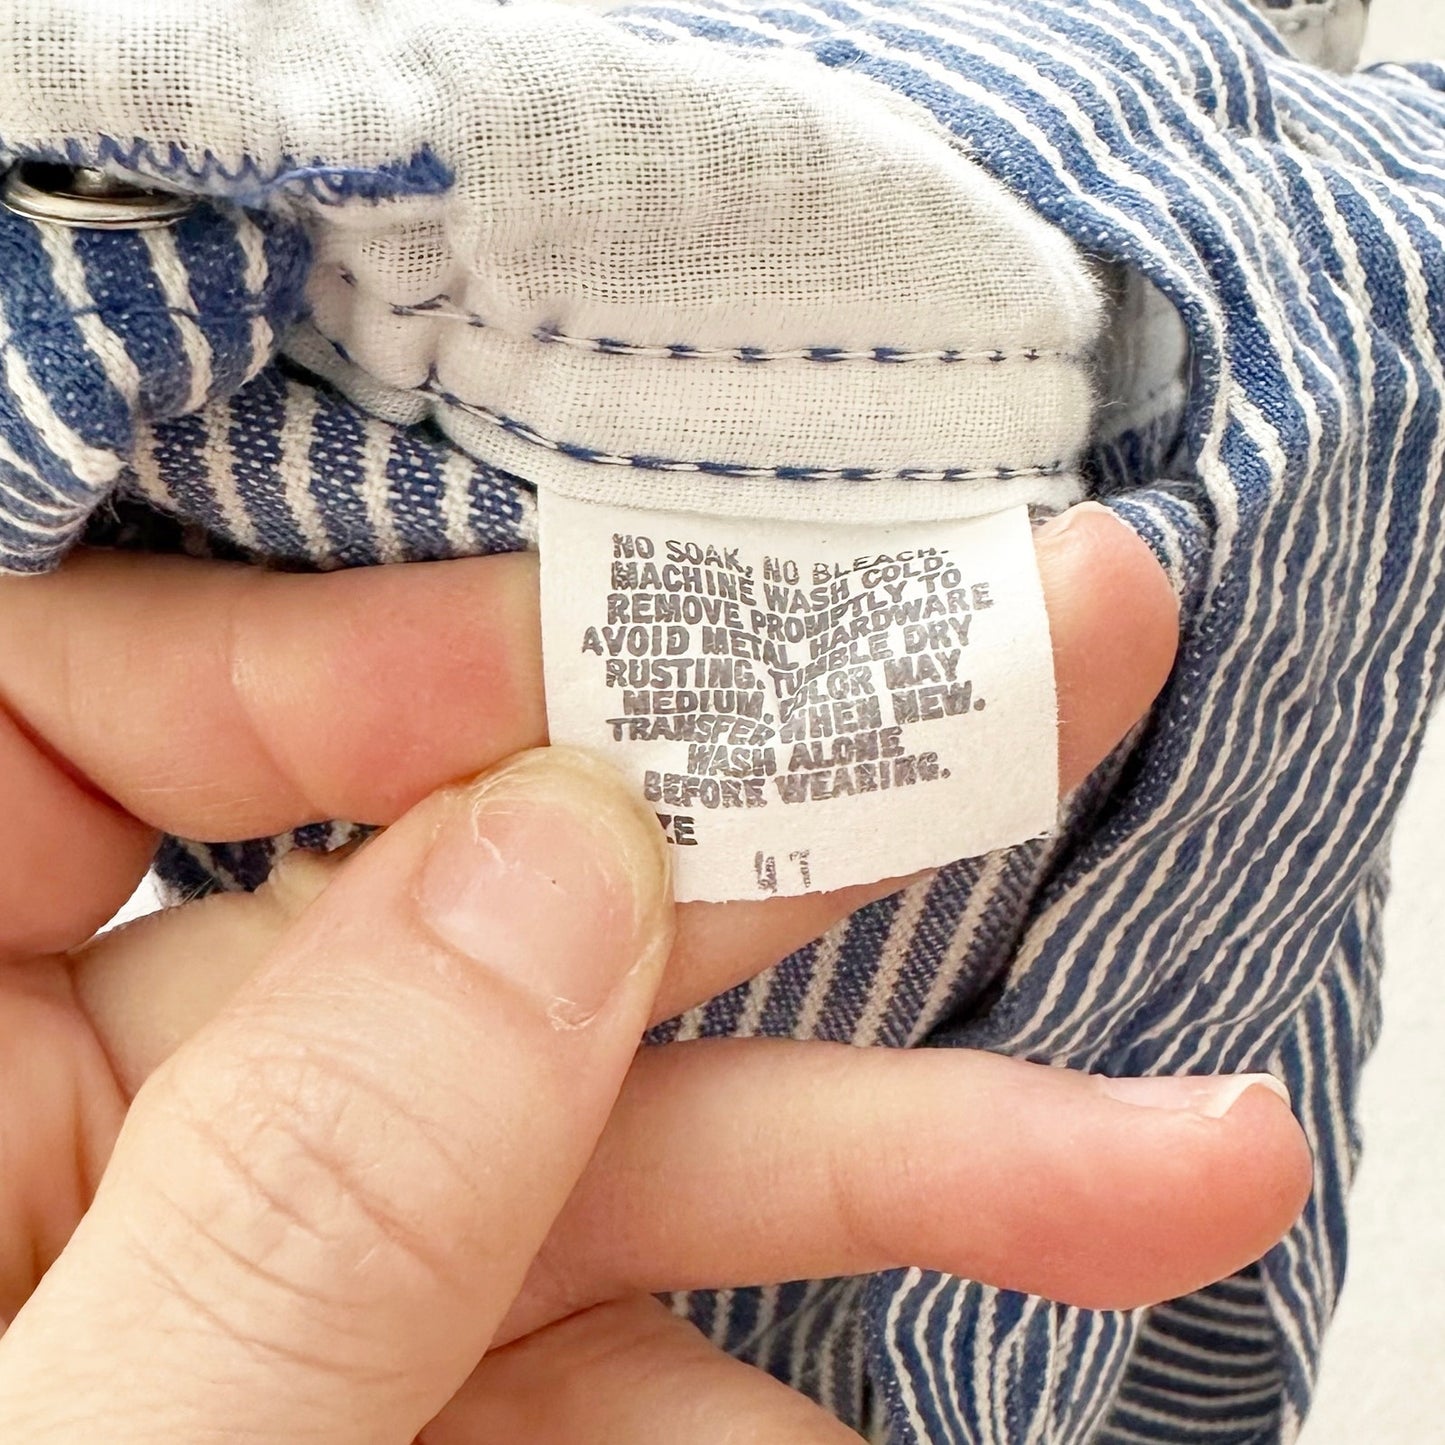 NO SOAK, NO BLEACH.
MACHINE WASH COLD.
REMOVE PROMPTLY TO
AVOID METAL HARDWARE
RUSTING. TUMBLE DRY
MEDIUM. COLOR MAY
TRANSFER WHEN NEW.
WASH ALONE
BEFORE WEARING.
ZE